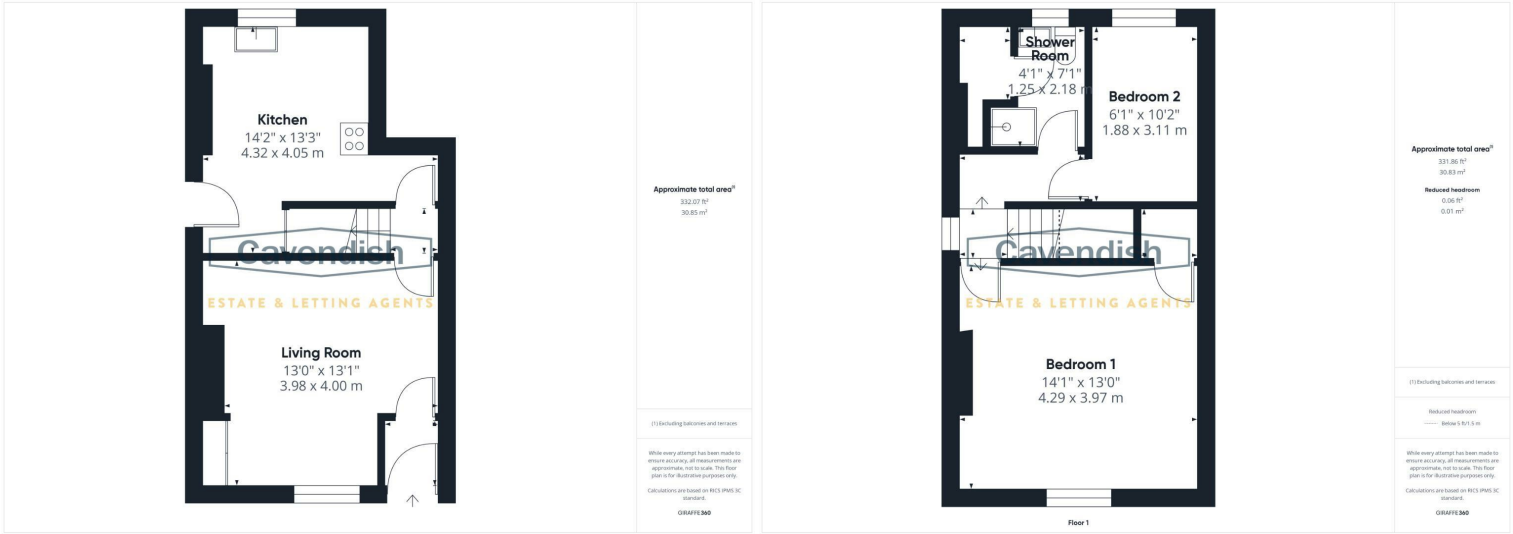 Kitchen
14'2" x 13'3"
4.32 x 4.05 m
Cavendish
ESTATE & LETTING AGENTS
Living Room
13'0" x 13'1"
3.98 x 4.00 m
Approximate total area⁽¹⁾
332.07 ft²
30.85 m²
(1) Excluding balconies and terraces
While every attempt has been made to
ensure accuracy, all measurements are
approximate, not to scale. This floor
plan is for illustrative purposes only.
Calculations are based on RICS IPMS 3C
standard.
GIRAFFE360
Shower
Room
4'1" x 7'1"
1.25 x 2.18 m
Bedroom 2
6'1" x 10'2"
1.88 x 3.11 m
Cavendish
ESTATE & LETTING AGENTS
Bedroom 1
14'1" x 13'0"
4.29 x 3.97 m
Floor 1
Approximate total area⁽¹⁾
331.86 ft²
30.83 m²
Reduced headroom
0.06 ft²
0.01 m²
(1) Excluding balconies and terraces
Reduced headroom
Below 5 ft/1.5 m
While every attempt has been made to
ensure accuracy, all measurements are
approximate, not to scale. This floor
plan is for illustrative purposes only.
Calculations are based on RICS IPMS 3C
standard.
GIRAFFE360